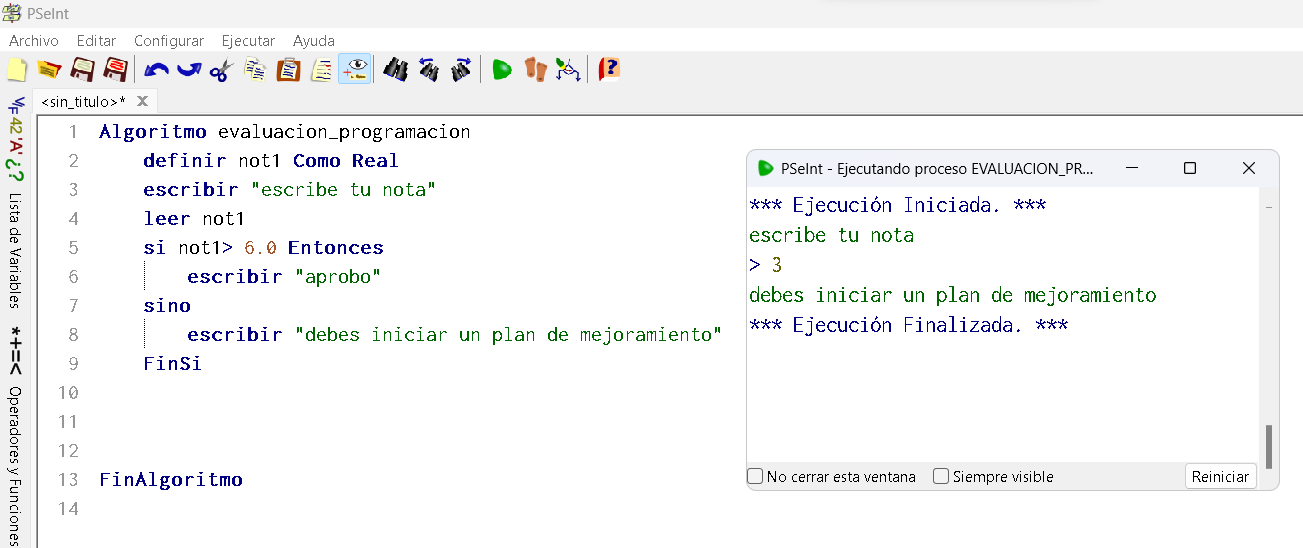 PSeInt
Archivo Editar Configurar Ejecutar Ayuda
<sin_titulo>*
1 Algoritmo evaluacion_programacion
2 definir not1 Como Real
3 escribir "escribe tu nota"
4 leer not1
5 si not1> 6.0 Entonces
6 escribir "aprobo"
7 sino
8 escribir "debes iniciar un plan de mejoramiento"
9 FinSi
10
11
12
13 FinAlgoritmo
14
42 'A' ¿?
Lista de Variables
*+=<
Operadores y Funciones
PSeInt - Ejecutando proceso EVALUACION_PR...
*** Ejecución Iniciada. ***
escribe tu nota
> 3
debes iniciar un plan de mejoramiento
*** Ejecución Finalizada. ***
No cerrar esta ventana Siempre visible Reiniciar